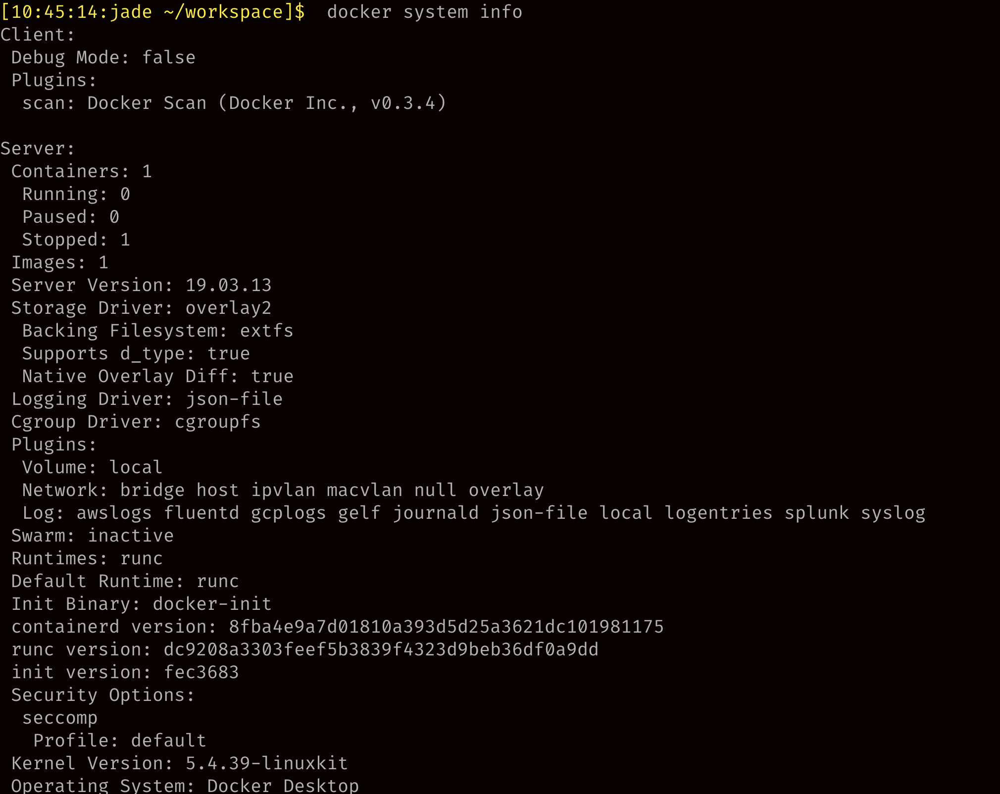 [10:45:14:jade ~/workspace]$  docker system info
Client:
 Debug Mode: false
 Plugins:
  scan: Docker Scan (Docker Inc., v0.3.4)

Server:
 Containers: 1
  Running: 0
  Paused: 0
  Stopped: 1
 Images: 1
 Server Version: 19.03.13
 Storage Driver: overlay2
  Backing Filesystem: extfs
  Supports d_type: true
  Native Overlay Diff: true
 Logging Driver: json-file
 Cgroup Driver: cgroupfs
 Plugins:
  Volume: local
  Network: bridge host ipvlan macvlan null overlay
  Log: awslogs fluentd gcplogs gelf journald json-file local logentries splunk syslog
 Swarm: inactive
 Runtimes: runc
 Default Runtime: runc
 Init Binary: docker-init
 containerd version: 8fba4e9a7d01810a393d5d25a3621dc101981175
 runc version: dc9208a3303feef5b3839f4323d9beb36df0a9dd
 init version: fec3683
 Security Options:
  seccomp
   Profile: default
 Kernel Version: 5.4.39-linuxkit
 Operating System: Docker Desktop